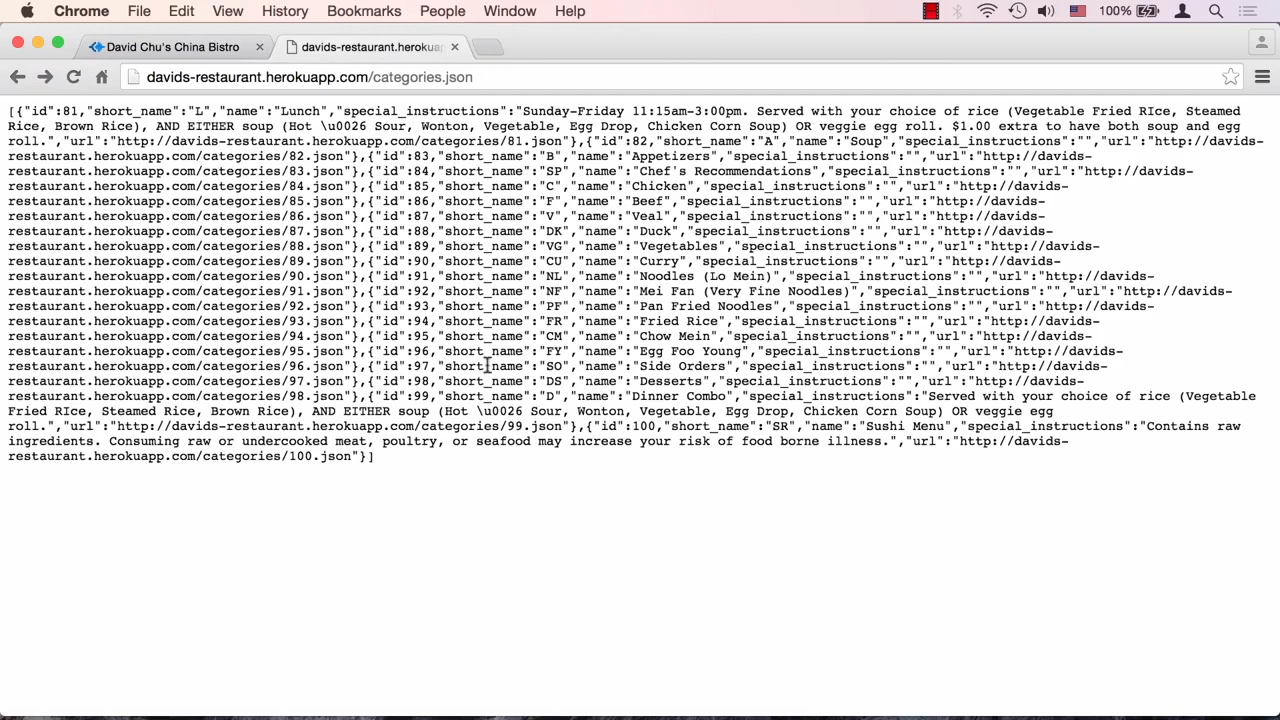 Chrome File Edit View History Bookmarks People Window Help 100%
David Chu's China Bistro davids-restaurant.herokuap
davids-restaurant.herokuapp.com/categories.json
[{"id":81,"short_name":"L","name":"Lunch","special_instructions":"Sunday-Friday 11:15am-3:00pm. Served with your choice of rice (Vegetable Fried RIce, Steamed
Rice, Brown Rice), AND EITHER soup (Hot \u0026 Sour, Wonton, Vegetable, Egg Drop, Chicken Corn Soup) OR veggie egg roll. $1.00 extra to have both soup and egg
roll.","url":"http://davids-restaurant.herokuapp.com/categories/81.json"},{"id":82,"short_name":"A","name":"Soup","special_instructions":"","url":"http://davids-
restaurant.herokuapp.com/categories/82.json"},{"id":83,"short_name":"B","name":"Appetizers","special_instructions":"","url":"http://davids-
restaurant.herokuapp.com/categories/83.json"},{"id":84,"short_name":"SP","name":"Chef's Recommendations","special_instructions":"","url":"http://davids-
restaurant.herokuapp.com/categories/84.json"},{"id":85,"short_name":"C","name":"Chicken","special_instructions":"","url":"http://davids-
restaurant.herokuapp.com/categories/85.json"},{"id":86,"short_name":"F","name":"Beef","special_instructions":"","url":"http://davids-
restaurant.herokuapp.com/categories/86.json"},{"id":87,"short_name":"V","name":"Veal","special_instructions":"","url":"http://davids-
restaurant.herokuapp.com/categories/87.json"},{"id":88,"short_name":"DK","name":"Duck","special_instructions":"","url":"http://davids-
restaurant.herokuapp.com/categories/88.json"},{"id":89,"short_name":"VG","name":"Vegetables","special_instructions":"","url":"http://davids-
restaurant.herokuapp.com/categories/89.json"},{"id":90,"short_name":"CU","name":"Curry","special_instructions":"","url":"http://davids-
restaurant.herokuapp.com/categories/90.json"},{"id":91,"short_name":"NL","name":"Noodles (Lo Mein)","special_instructions":"","url":"http://davids-
restaurant.herokuapp.com/categories/91.json"},{"id":92,"short_name":"NF","name":"Mei Fan (Very Fine Noodles)","special_instructions":"","url":"http://davids-
restaurant.herokuapp.com/categories/92.json"},{"id":93,"short_name":"PF","name":"Pan Fried Noodles","special_instructions":"","url":"http://davids-
restaurant.herokuapp.com/categories/93.json"},{"id":94,"short_name":"FR","name":"Fried Rice","special_instructions":"","url":"http://davids-
restaurant.herokuapp.com/categories/94.json"},{"id":95,"short_name":"CM","name":"Chow Mein","special_instructions":"","url":"http://davids-
restaurant.herokuapp.com/categories/95.json"},{"id":96,"short_name":"FY","name":"Egg Foo Young","special_instructions":"","url":"http://davids-
restaurant.herokuapp.com/categories/96.json"},{"id":97,"short_name":"SO","name":"Side Orders","special_instructions":"","url":"http://davids-
restaurant.herokuapp.com/categories/97.json"},{"id":98,"short_name":"DS","name":"Desserts","special_instructions":"","url":"http://davids-
restaurant.herokuapp.com/categories/98.json"},{"id":99,"short_name":"D","name":"Dinner Combo","special_instructions":"Served with your choice of rice (Vegetable
Fried RIce, Steamed Rice, Brown Rice), AND EITHER soup (Hot \u0026 Sour, Wonton, Vegetable, Egg Drop, Chicken Corn Soup) OR veggie egg
roll.","url":"http://davids-restaurant.herokuapp.com/categories/99.json"},{"id":100,"short_name":"SR","name":"Sushi Menu","special_instructions":"Contains raw
ingredients. Consuming raw or undercooked meat, poultry, or seafood may increase your risk of food borne illness.","url":"http://davids-
restaurant.herokuapp.com/categories/100.json"}]